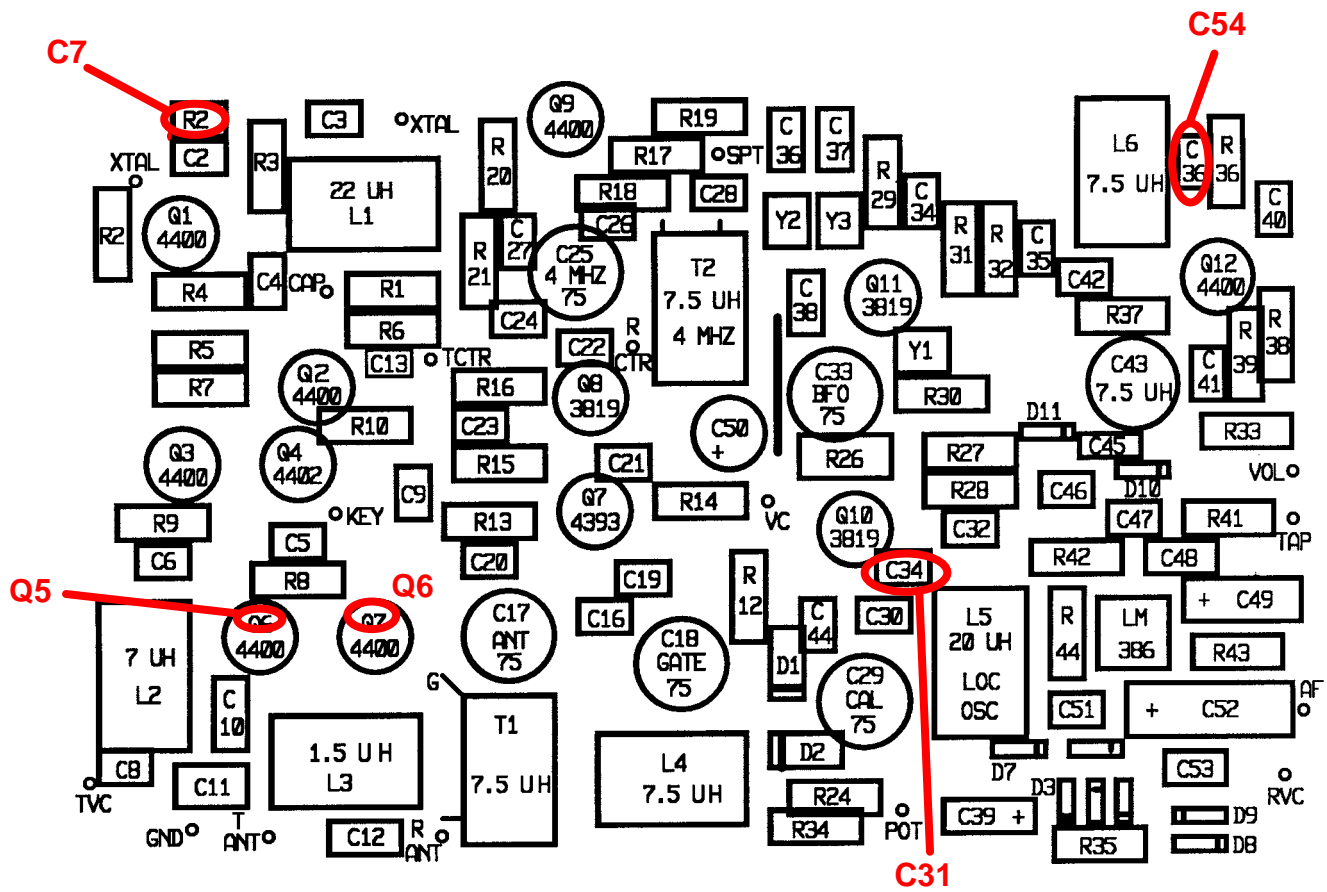 C7
C54
R2
C3
XTAL
Q9
4400
R19
C
36
C
37
L6
7.5 UH
C
36
R
36
C2
R3
R
20
R17
SPT
R
29
XTAL
22 UH
L1
R18
C28
C
34
C
40
R2
Q1
4400
R
21
C
27
C26
Y2
Y3
R
31
R
32
C
35
C25
4 MHZ
75
T2
7.5 UH
4 MHZ
Q11
3819
Q12
4400
R4
C4
CAP
R1
C
38
C42
R6
C24
R37
R
39
R
38
R5
C13
TCTR
C22
R
CTR
Y1
C
41
R7
Q2
4400
R16
Q8
3819
C33
BFO
75
R30
C43
7.5 UH
R10
C23
C50
+
D11
R33
Q3
4400
Q4
4402
R15
C21
R26
R27
C45
D10
VOL
C9
Q7
4393
R14
VC
R28
C46
R9
KEY
R13
Q10
3819
C32
C47
R41
TAP
C6
C5
C20
C34
R42
C48
R8
C19
R
12
+ C49
Q5
Q6
Q6
4400
Q7
4400
C17
ANT
75
C16
C
44
C30
L5
20 UH
LOC
OSC
R
44
LM
386
7 UH
L2
C18
GATE
75
D1
R43
C
10
G
C29
CAL
75
C51
+ C52
AF
T1
7.5 UH
1.5 UH
L3
L4
7.5 UH
D2
D7
C8
C11
C53
TVC
R24
D3
RVC
GND
T
ANT
C12
R
ANT
R34
POT
C39 +
D9
R35
D8
C31